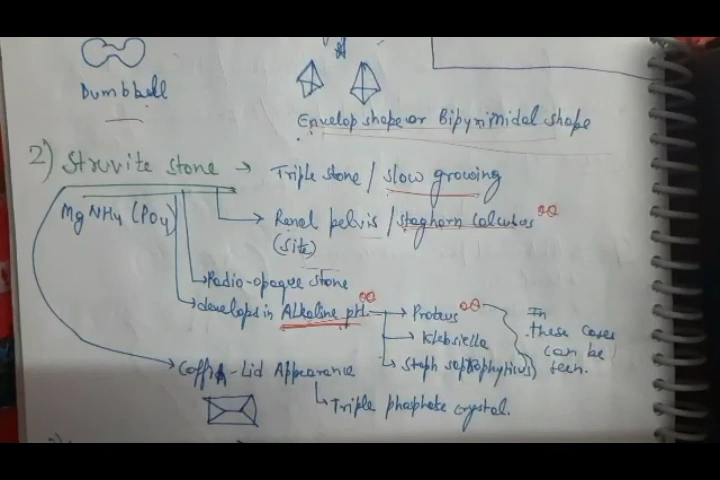 Dumbbell
Envelop shape or Bipyrimidal shape
2) Struvite stone → Triple stone / slow growing
MgNH4 (PO4)
→ Renal pelvis / staghorn calculus
(site)
→ Radio-opaque stone
→ develops in Alkaline pH → Proteus
→ Klebsiella
→ Staph saprophyticus
In these cases can be seen.
→ Coffin-Lid Appearance
→ Triple phosphate crystal.